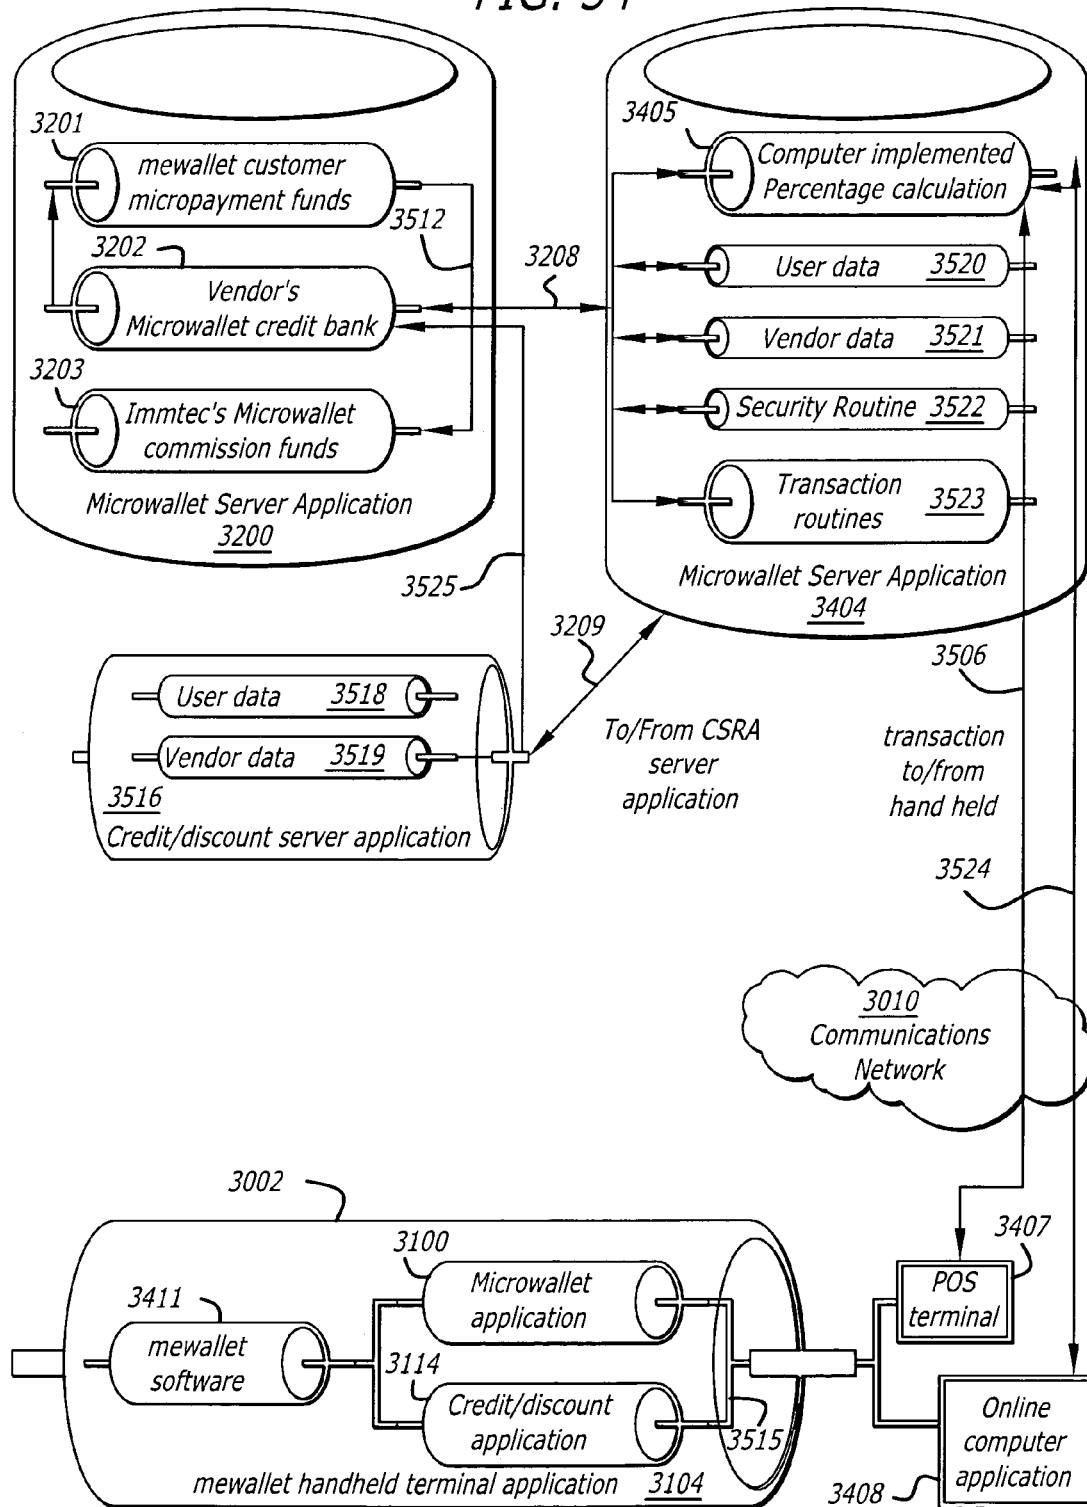 FIG. 34
3201
mewallet customer
micropayment funds
3512
3202
Vendor's
Microwallet credit bank
3203
Immtec's Microwallet
commission funds
Microwallet Server Application
3200
3208
3405
Computer implemented
Percentage calculation
User data 3520
Vendor data 3521
Security Routine 3522
Transaction
routines
3523
Microwallet Server Application
3404
3525
3209
User data 3518
Vendor data 3519
3516
Credit/discount server application
To/From CSRA
server
application
3506
transaction
to/from
hand held
3524
3010
Communications
Network
3002
3411
mewallet
software
3100
Microwallet
application
3114
Credit/discount
application
3515
mewallet handheld terminal application 3104
3407
POS
terminal
Online
computer
application
3408